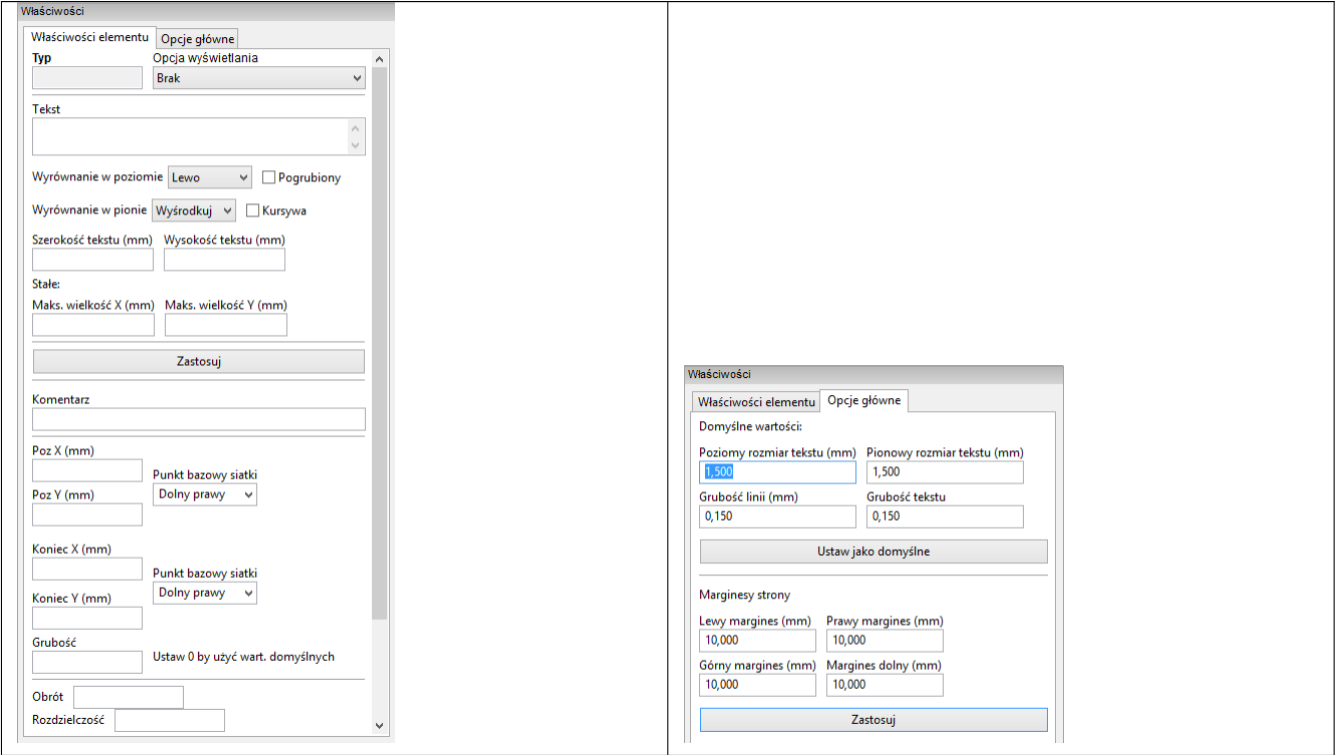 Właściwości
Właściwości elementu Opcje główne
Typ Opcja wyświetlania
Brak
Tekst
Wyrównanie w poziomie Lewo Pogrubiony
Wyrównanie w pionie Wyśrodkuj Kursywa
Szerokość tekstu (mm) Wysokość tekstu (mm)
Stałe:
Maks. wielkość X (mm) Maks. wielkość Y (mm)
Zastosuj
Komentarz
Poz X (mm)
Punkt bazowy siatki
Poz Y (mm) Dolny prawy
Koniec X (mm)
Punkt bazowy siatki
Koniec Y (mm) Dolny prawy
Grubość
Ustaw 0 by użyć wart. domyślnych
Obrót
Rozdzielczość
Właściwości
Właściwości elementu Opcje główne
Domyślne wartości:
Poziomy rozmiar tekstu (mm) Pionowy rozmiar tekstu (mm)
1,500 1,500
Grubość linii (mm) Grubość tekstu
0,150 0,150
Ustaw jako domyślne
Marginesy strony
Lewy margines (mm) Prawy margines (mm)
10,000 10,000
Górny margines (mm) Margines dolny (mm)
10,000 10,000
Zastosuj